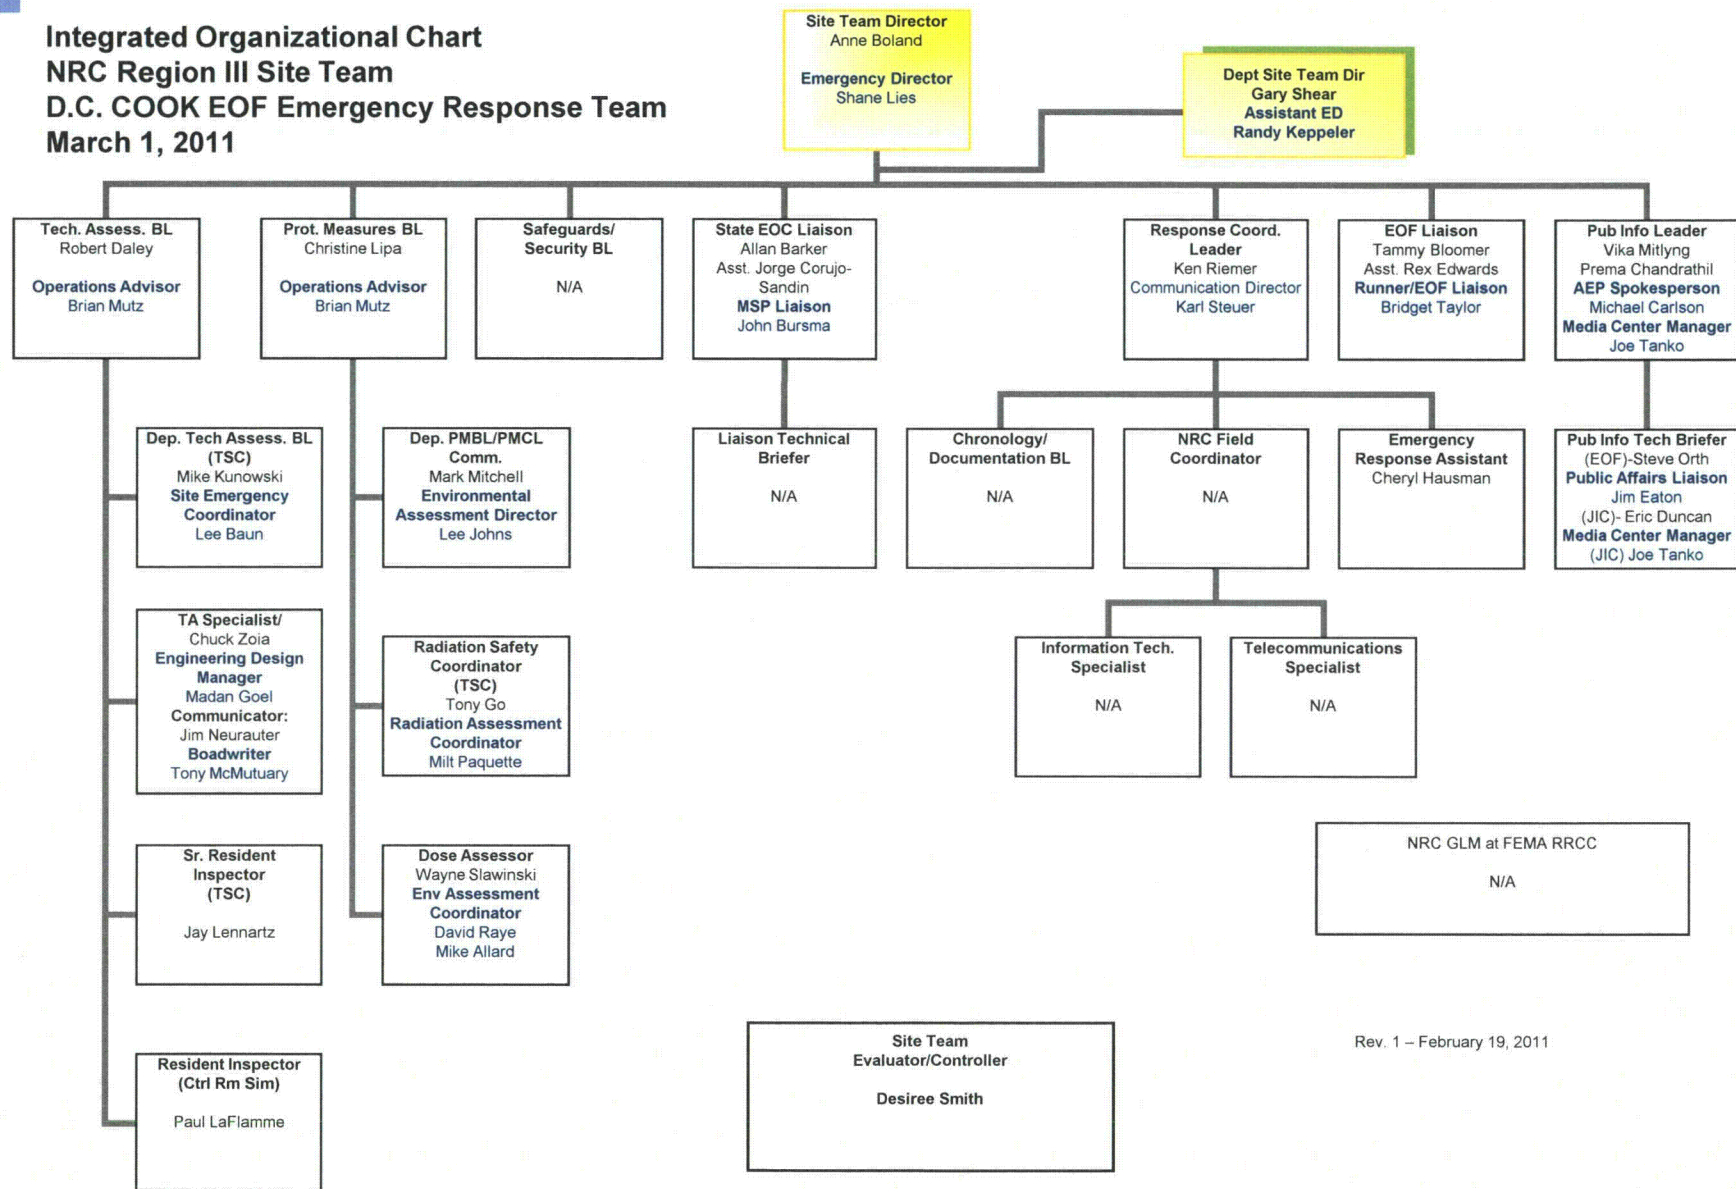 Integrated Organizational Chart
NRC Region III Site Team
D.C. COOK EOF Emergency Response Team
March 1, 2011
Site Team Director
Anne Boland
Emergency Director
Shane Lies
Dept Site Team Dir
Gary Shear
Assistant ED
Randy Keppeler
Tech. Assess. BL
Robert Daley
Operations Advisor
Brian Mutz
Prot. Measures BL
Christine Lipa
Operations Advisor
Brian Mutz
Safeguards/
Security BL
N/A
State EOC Liaison
Allan Barker
Asst. Jorge Corujo-
Sandin
MSP Liaison
John Bursma
Response Coord.
Leader
Ken Riemer
Communication Director
Karl Steuer
EOF Liaison
Tammy Bloomer
Asst. Rex Edwards
Runner/EOF Liaison
Bridget Taylor
Pub Info Leader
Vika Mitlyng
Prema Chandrathil
AEP Spokesperson
Michael Carlson
Media Center Manager
Joe Tanko
Dep. Tech Assess. BL
(TSC)
Mike Kunowski
Site Emergency
Coordinator
Lee Baun
Dep. PMBL/PMCL
Comm.
Mark Mitchell
Environmental
Assessment Director
Lee Johns
Liaison Technical
Briefer
N/A
Chronology/
Documentation BL
N/A
NRC Field
Coordinator
N/A
Emergency
Response Assistant
Cheryl Hausman
Pub Info Tech Briefer
(EOF)-Steve Orth
Public Affairs Liaison
Jim Eaton
(JIC)- Eric Duncan
Media Center Manager
(JIC) Joe Tanko
TA Specialist/
Chuck Zoia
Engineering Design
Manager
Madan Goel
Communicator:
Jim Neurauter
Boadwriter
Tony McMutuary
Radiation Safety
Coordinator
(TSC)
Tony Go
Radiation Assessment
Coordinator
Milt Paquette
Information Tech.
Specialist
N/A
Telecommunications
Specialist
N/A
Sr. Resident
Inspector
(TSC)
Jay Lennartz
Dose Assessor
Wayne Slawinski
Env Assessment
Coordinator
David Raye
Mike Allard
NRC GLM at FEMA RRCC
N/A
Resident Inspector
(Ctrl Rm Sim)
Paul LaFlamme
Site Team
Evaluator/Controller
Desiree Smith
Rev. 1 – February 19, 2011